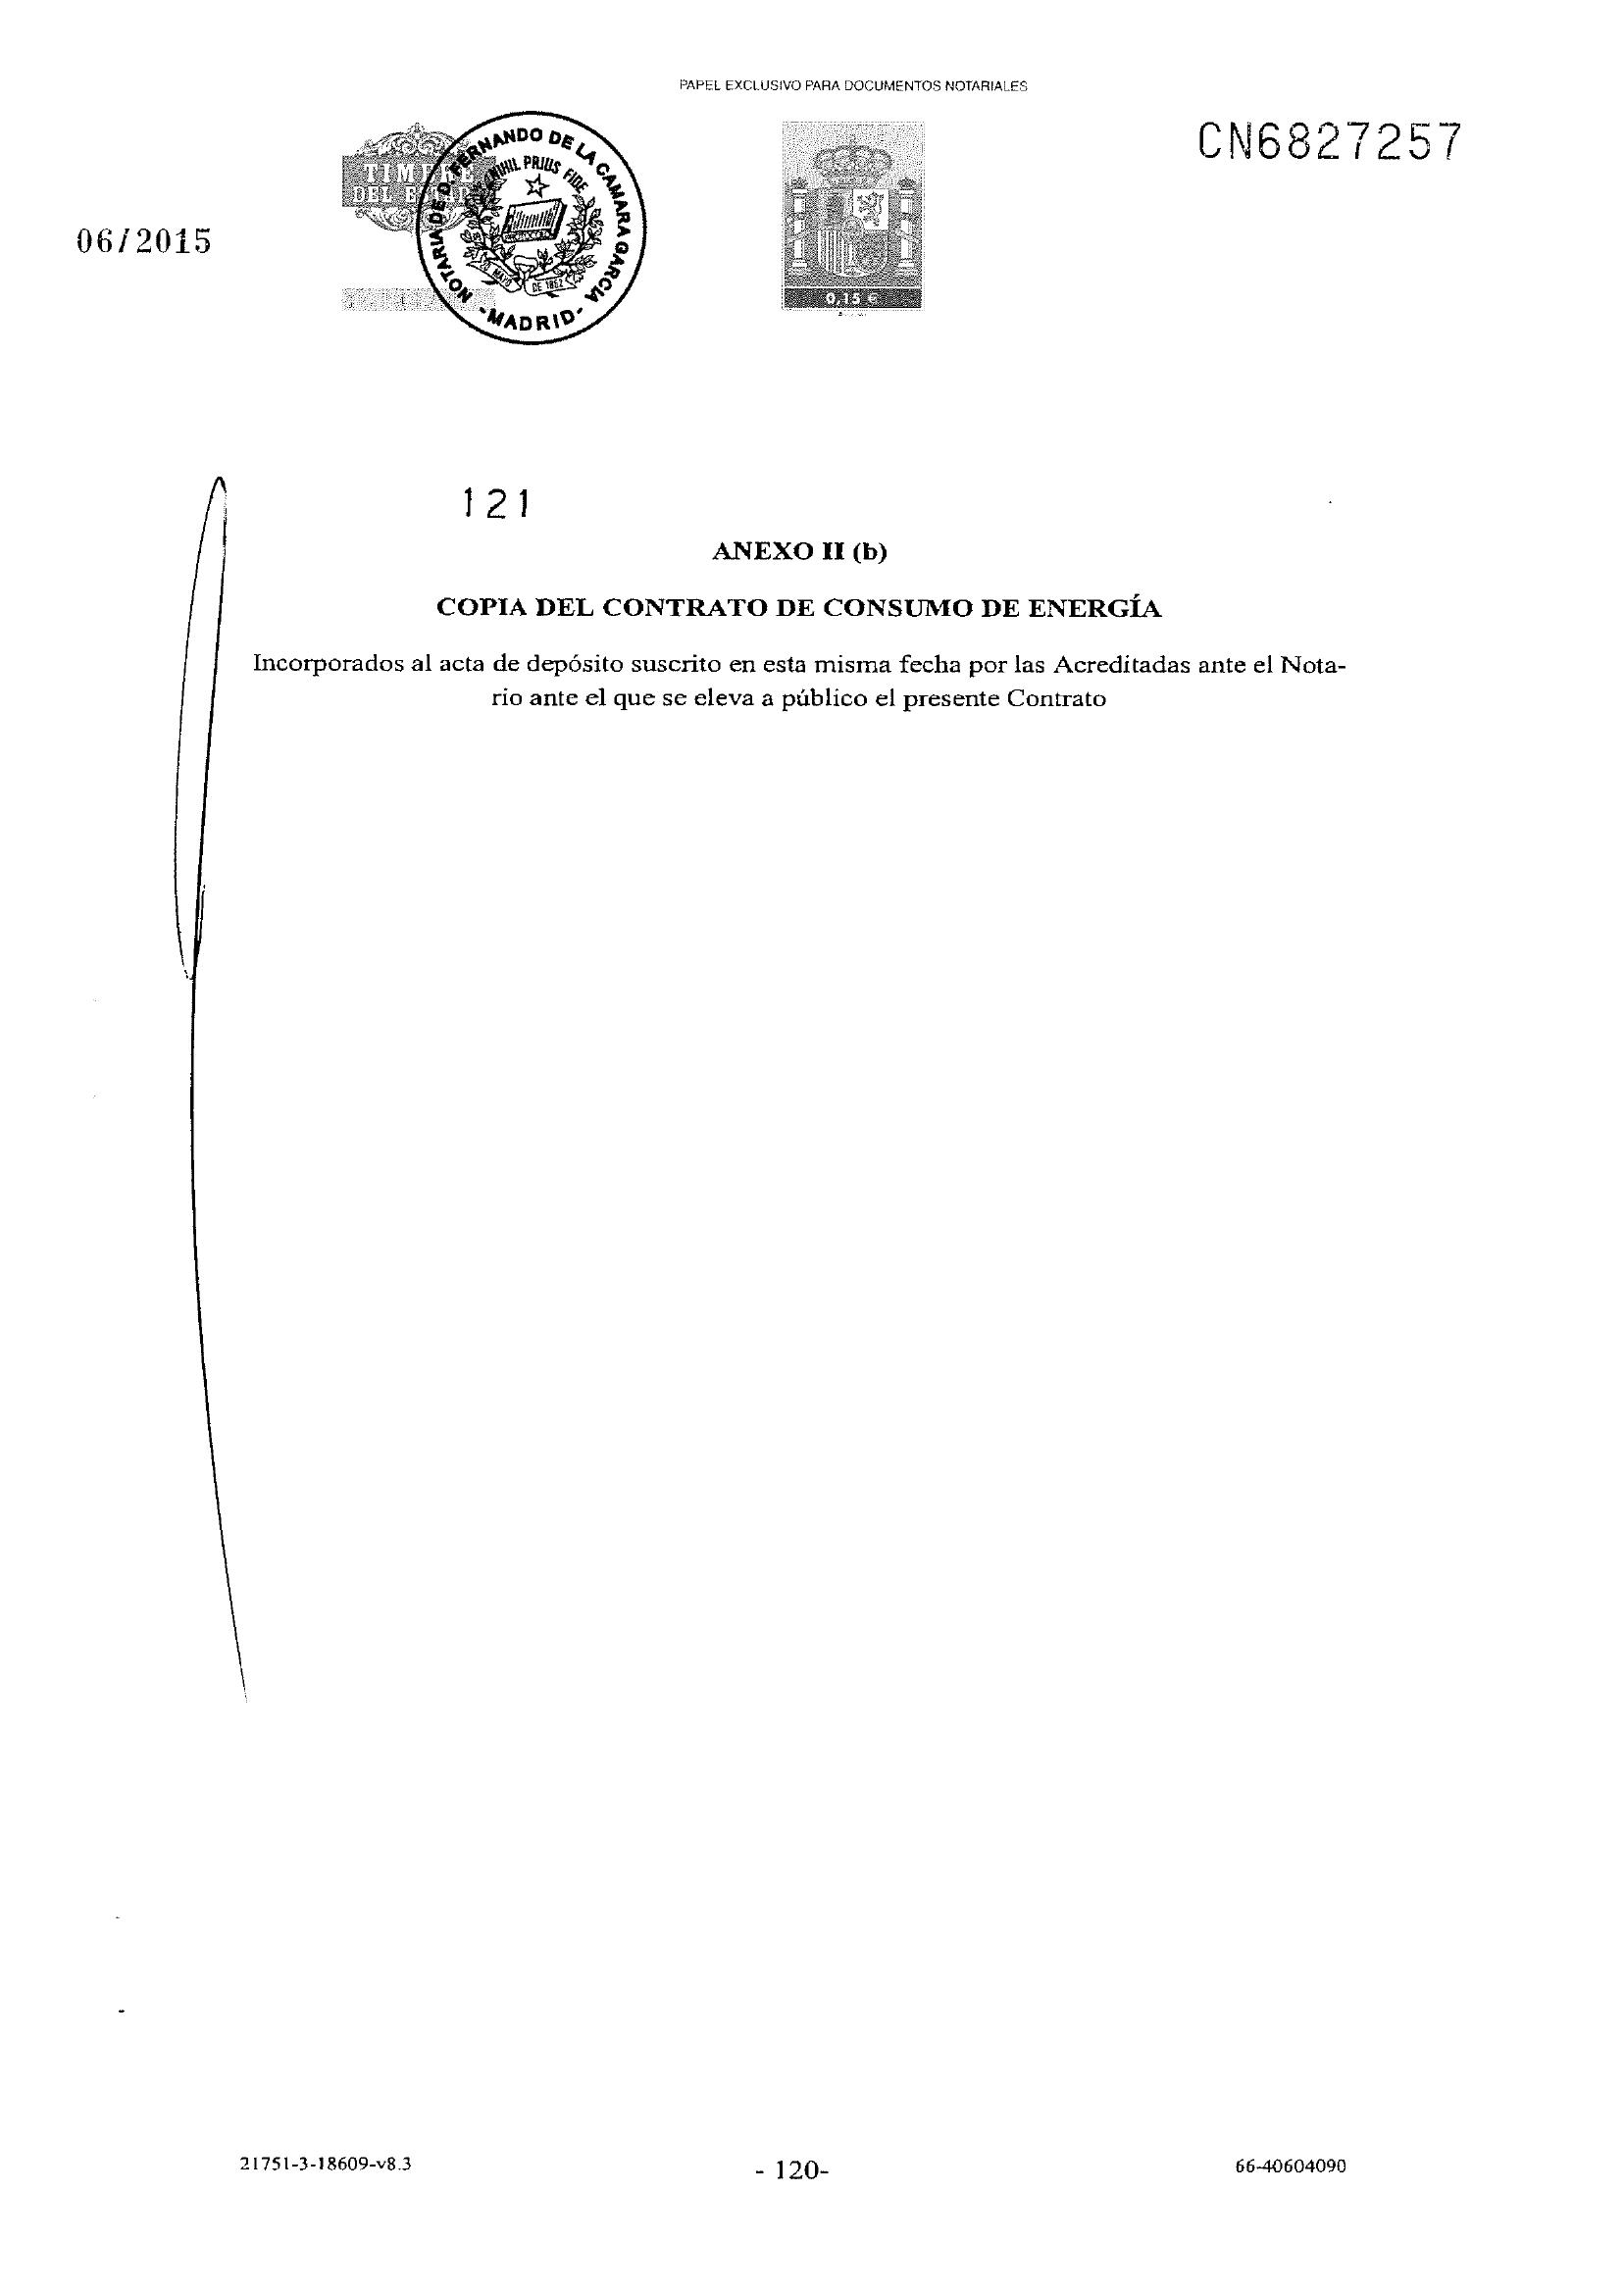 PAPEL EXCLUSIVO PARA DOCUMENTOS NOTARIALES
CN6827257
TIMBRE
DEL E
NOTARIA DE D. FERNANDO DE LA CAMARA GARCIA
NIHIL PRIUS FIDE
MAYO DE 1862
-MADRID-
0,15 €
06/2015
121
ANEXO II (b)
COPIA DEL CONTRATO DE CONSUMO DE ENERGÍA
Incorporados al acta de depósito suscrito en esta misma fecha por las Acreditadas ante el Nota-
rio ante el que se eleva a público el presente Contrato
21751-3-18609-v8.3
- 120-
66-40604090